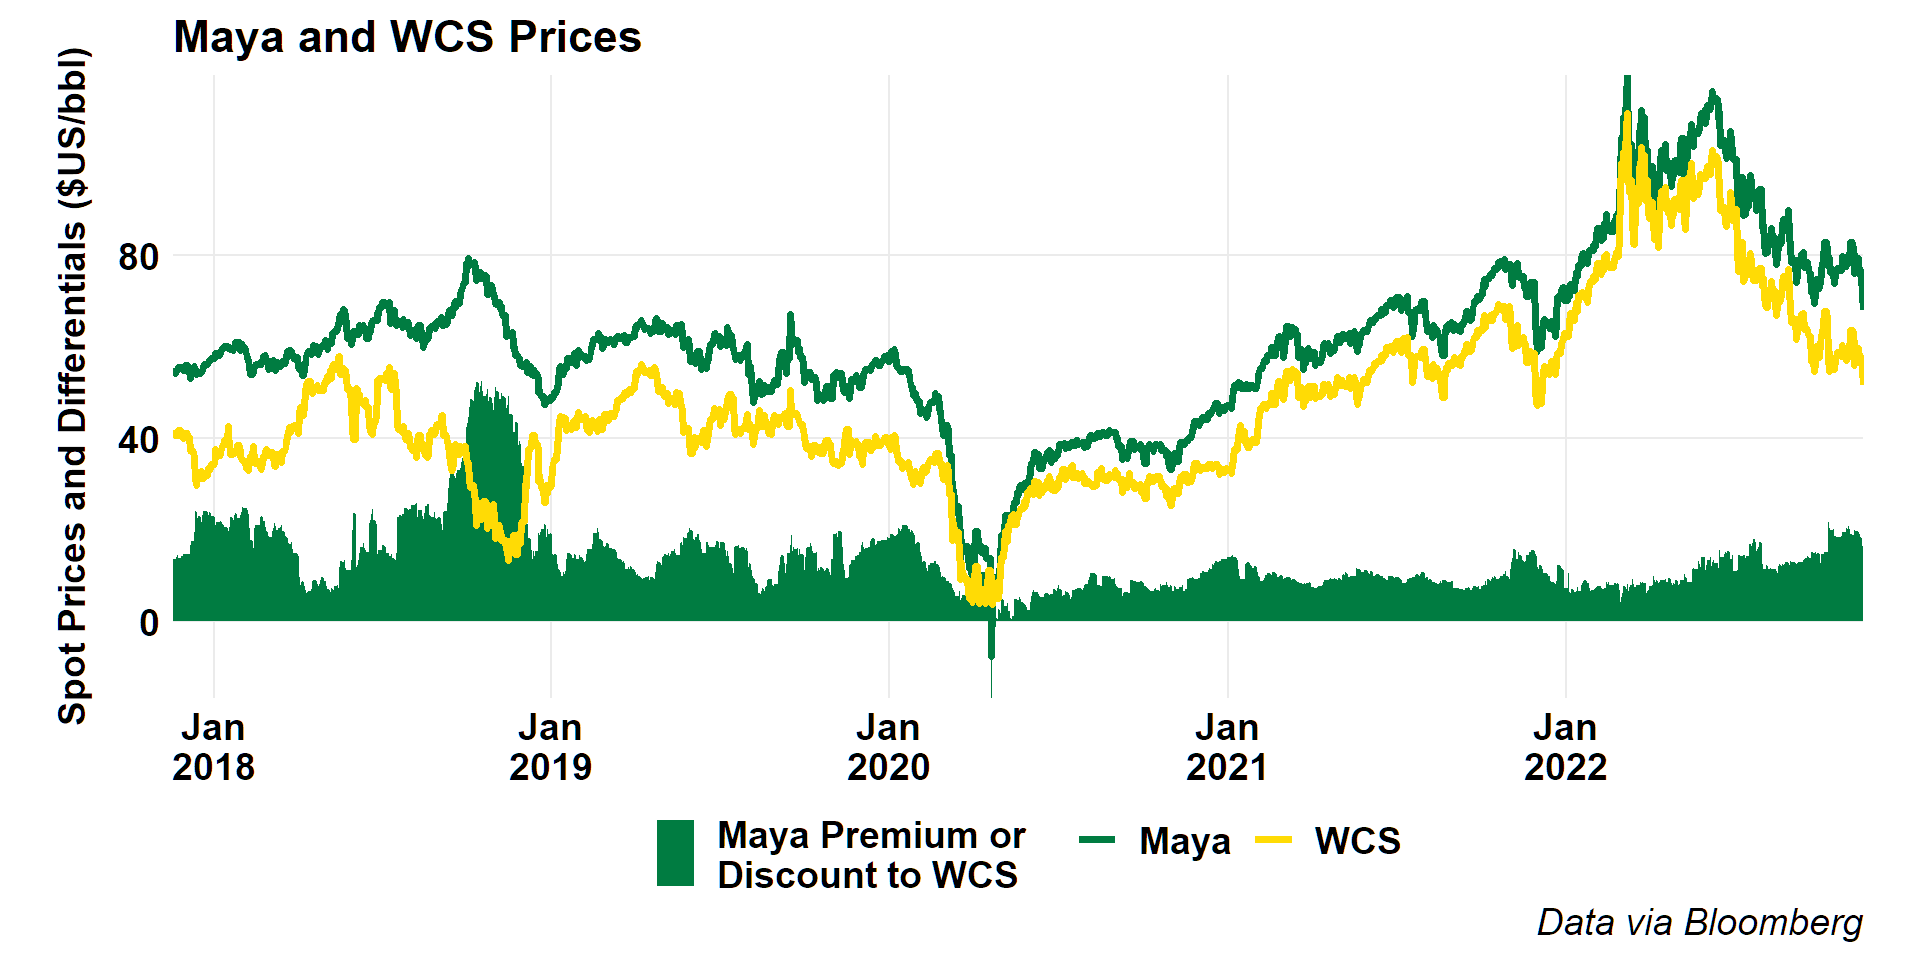 Maya and WCS Prices
Spot Prices and Differentials ($US/bbl)
80
40
0
Jan
2018
Jan
2019
Jan
2020
Jan
2021
Jan
2022
Maya Premium or
Discount to WCS
Maya
WCS
Data via Bloomberg